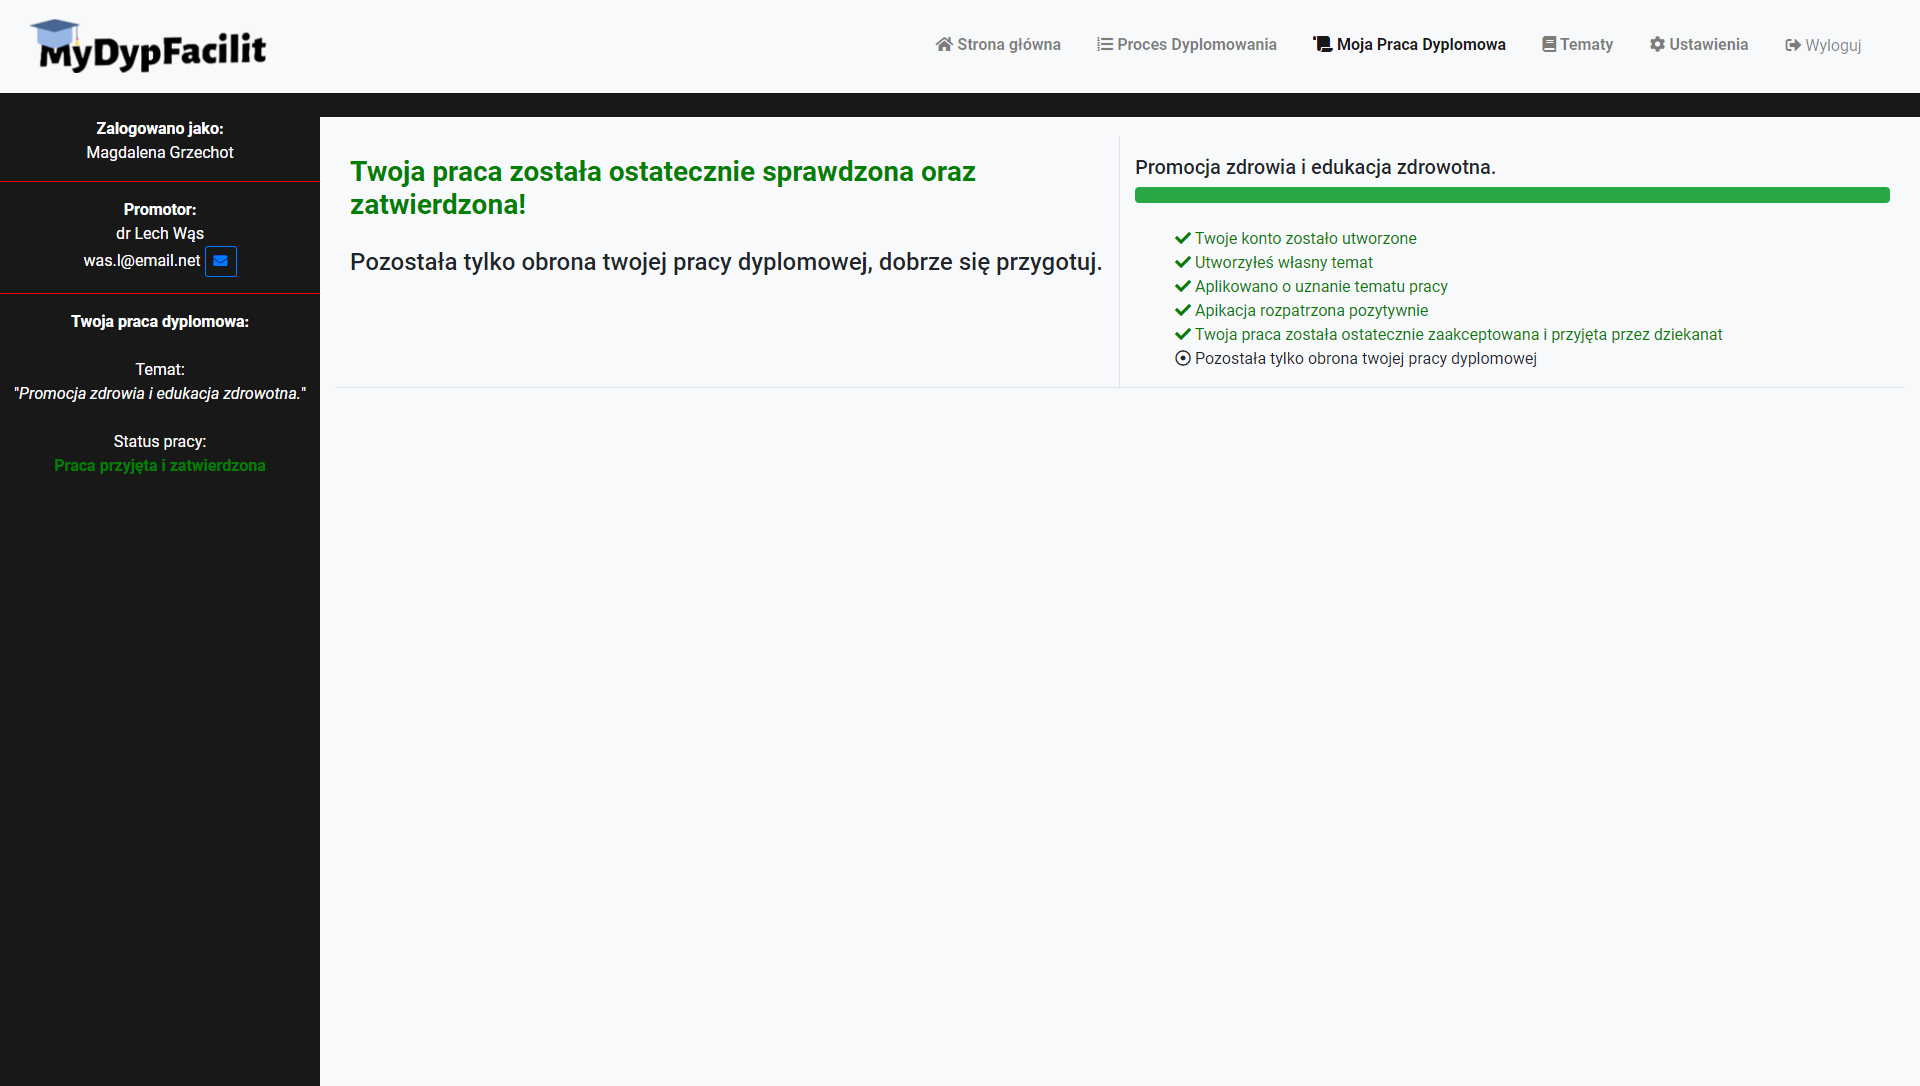 MyDypFacilit
Strona główna
Proces Dyplomowania
Moja Praca Dyplomowa
Tematy
Ustawienia
Wyloguj
Zalogowano jako:
Magdalena Grzechot
Promotor:
dr Lech Wąs
was.l@email.net
Twoja praca dyplomowa:
Temat:
"Promocja zdrowia i edukacja zdrowotna."
Status pracy:
Praca przyjęta i zatwierdzona
Twoja praca została ostatecznie sprawdzona oraz
zatwierdzona!
Pozostała tylko obrona twojej pracy dyplomowej, dobrze się przygotuj.
Promocja zdrowia i edukacja zdrowotna.
Twoje konto zostało utworzone
Utworzyłeś własny temat
Aplikowano o uznanie tematu pracy
Apikacja rozpatrzona pozytywnie
Twoja praca została ostatecznie zaakceptowana i przyjęta przez dziekanat
Pozostała tylko obrona twojej pracy dyplomowej